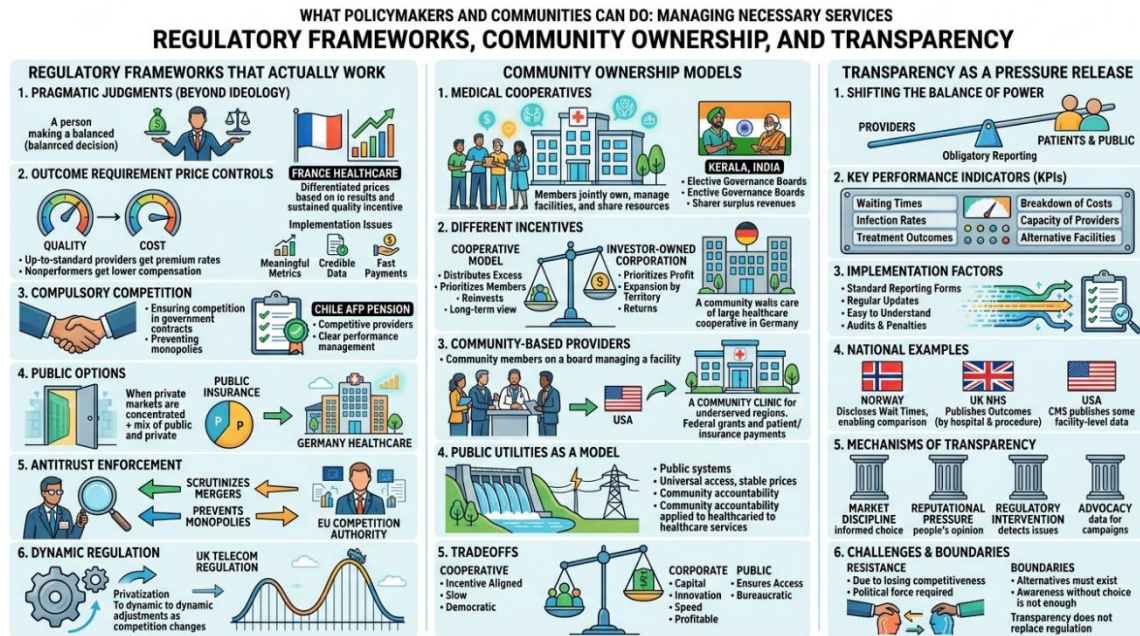 WHAT POLICYMAKERS AND COMMUNITIES CAN DO: MANAGING NECESSARY SERVICES
REGULATORY FRAMEWORKS, COMMUNITY OWNERSHIP, AND TRANSPARENCY
REGULATORY FRAMEWORKS THAT ACTUALLY WORK
1. PRAGMATIC JUDGMENTS (BEYOND IDEOLOGY)
A person
making a balanced
(balanrced decision)
FRANCE HEALTHCARE
Differentiated prices
based on ıo results and
sustained quality incentive
2. OUTCOME REQUIREMENT PRICE CONTROLS
QUALITY
COST
• Up-to-standard providers get premium rates
• Nonperformers get lower compensation
Implementation Issues
Meaningful
Metrics
Credible
Data
Fast
Payments
3. COMPULSORY COMPETITION
• Ensuring competition
in government
contracts
• Preventing
monopolies
CHILE AFP PENSION
• Competitive providers
• Clear performance
management
4. PUBLIC OPTIONS
When private
markets are
concentrated
+ mix of public
and private
PUBLIC
INSURANCE
P P
GERMANY HEALTHCARE
5. ANTITRUST ENFORCEMENT
SCRUTINIZES
MERGERS
PREVENTS
MONOPOLIES
EU COMPETITION
AUTHORITY
6. DYNAMIC REGULATION
Privatization
To dynamic to dynamic
adjustments as
competition changes
UK TELECOM
REGULATION
COMMUNITY OWNERSHIP MODELS
1. MEDICAL COOPERATIVES
Members jointly own, manage
facilities, and share resources
KERALA, INDIA
• Elective Governance Boards
• Enctive Governance Boards
• Sharer surplus revenues
2. DIFFERENT INCENTIVES
COOPERATIVE
MODEL
• Distributes Excess
• Prioritizes Members
• Reinvests
• Long-term view
INVESTOR-OWNED
CORPORATION
• Prioritizes Profit
• Expansion by
Territory
• Returns
A community walts care
of large healthcare
cooperative in Germany
3. COMMUNITY-BASED PROVIDERS
• Community members on a board managing a facility
USA
A COMMUNITY CLINIC for
underserved regions.
Federal grants and patient/
insurance payments
4. PUBLIC UTILITIES AS A MODEL
• Public systems
• Universal access, stable prices
• Community accountability
• Community accountability
applied to healthcaried to
healthcare services
5. TRADEOFFS
COOPERATIVE
• Incentive Aligned
• Slow
• Democratic
CORPORATE
• Capital
• Innovation
• Speed
• Profitable
PUBLIC
• Ensures Access
• Bureaucratic
TRANSPARENCY AS A PRESSURE RELEASE
1. SHIFTING THE BALANCE OF POWER
PROVIDERS
PATIENTS & PUBLIC
Obligatory Reporting
2. KEY PERFORMANCE INDICATORS (KPIs)
Waiting Times
Infection Rates
Treatment Outcomes
Breakdown of Costs
Capacity of Providers
Alternative Facilities
3. IMPLEMENTATION FACTORS
• Standard Reporting Forms
• Regular Updates
• Easy to Understand
• Audits & Penalties
4. NATIONAL EXAMPLES
NORWAY
Discloses Wait Times,
enabling comparison
UK NHS
Publishes Outcomes
(by hospital & procedure)
USA
CMS publishes some
facility-level data
5. MECHANISMS OF TRANSPARENCY
MARKET
DISCIPLINE
informed choice
REPUTATIONAL
PRESSURE
people's opinion
REGULATORY
INTERVENTION
detects issues
ADVOCACY
data for
campaigns
6. CHALLENGES & BOUNDARIES
RESISTANCE
• Due to losing competitiveness
• Political force required
BOUNDARIES
• Alternatives must exist
• Awareness without choice
is not enough
Transparency does not
replace regulation